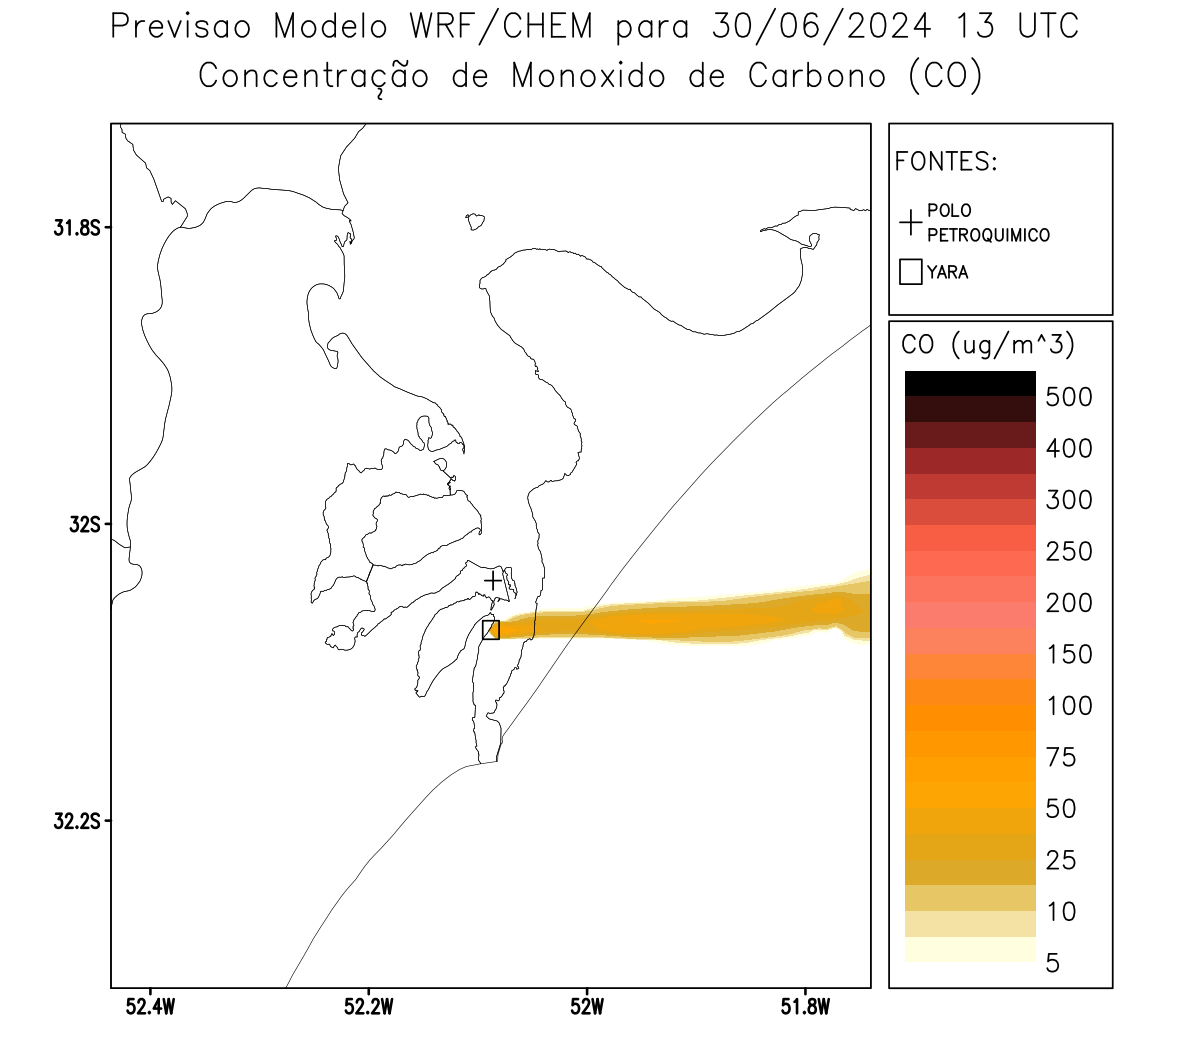 Previsao Modelo WRF/CHEM para 30/06/2024 13 UTC
Concentração de Monoxido de Carbono (CO)
FONTES:
POLO
PETROQUIMICO
YARA
CO (ug/m^3)
500
400
300
250
200
150
100
75
50
25
10
5
31.8S
32S
32.2S
52.4W
52.2W
52W
51.8W